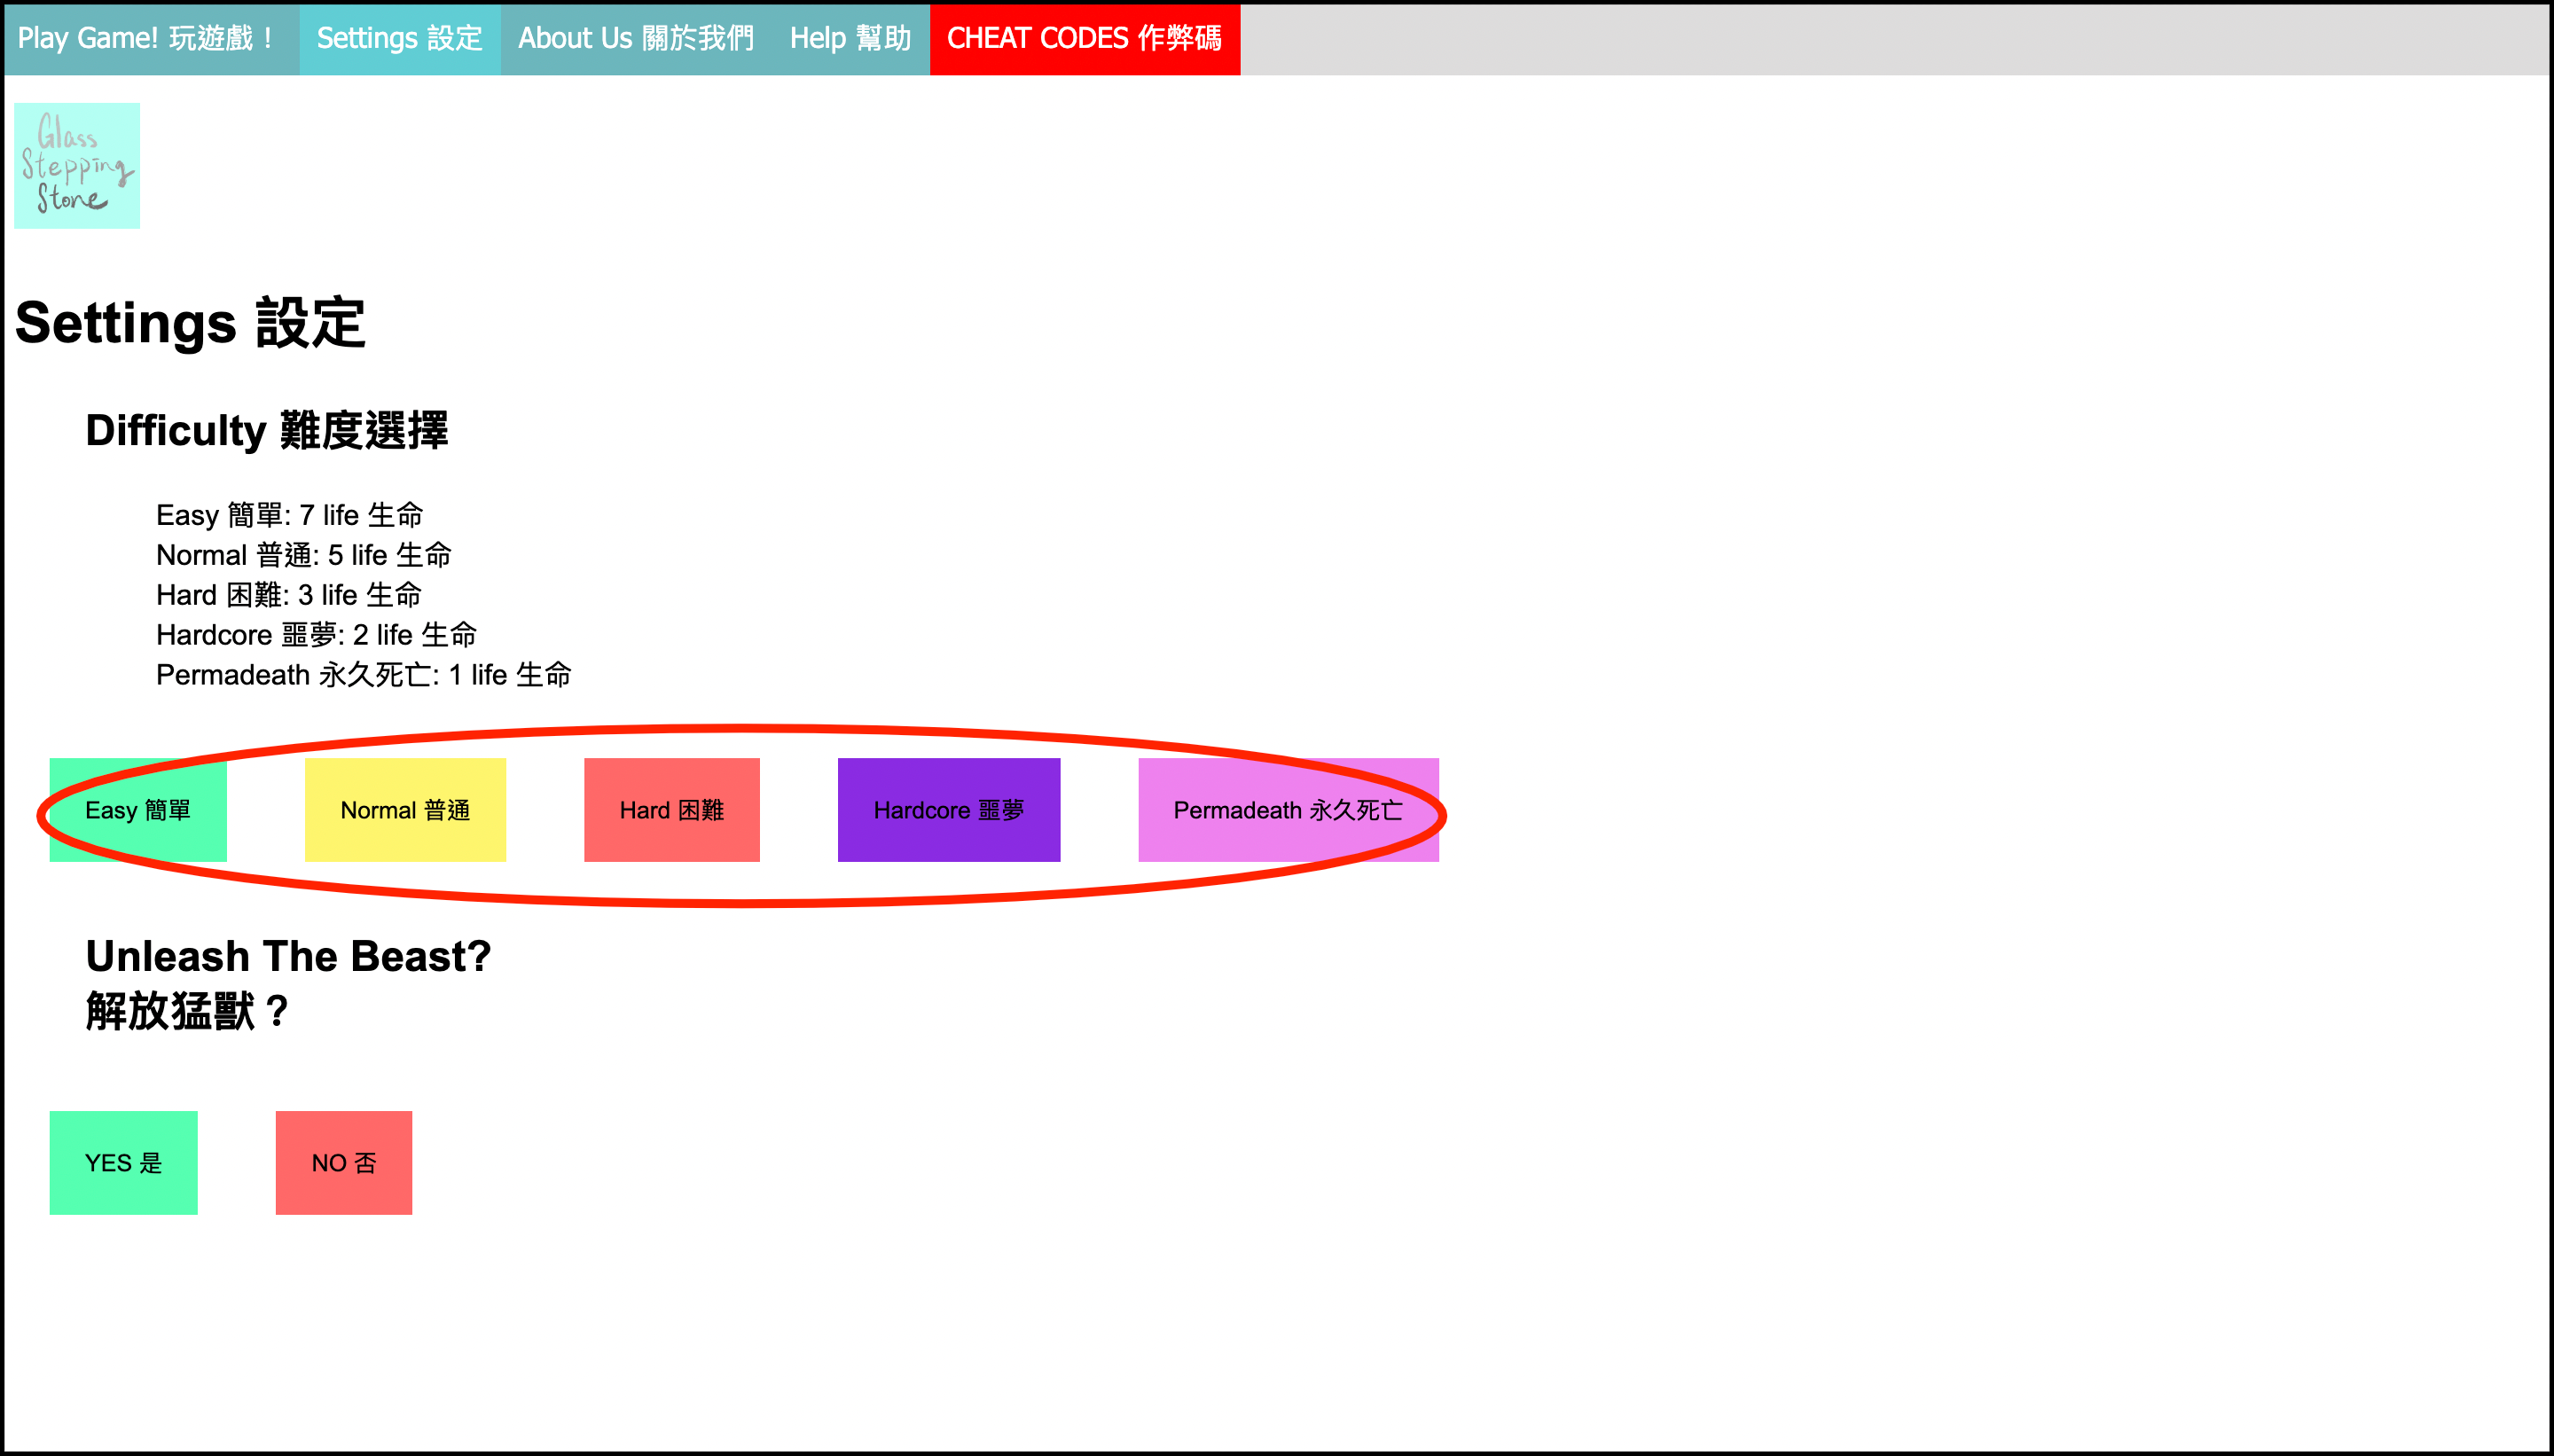 Play Game! 玩遊戲！ Settings 設定 About Us 關於我們 Help 幫助 CHEAT CODES 作弊碼
Glass
Stepping
Stone
Settings 設定
Difficulty 難度選擇
Easy 簡單: 7 life 生命
Normal 普通: 5 life 生命
Hard 困難: 3 life 生命
Hardcore 噩夢: 2 life 生命
Permadeath 永久死亡: 1 life 生命
Easy 簡單 Normal 普通 Hard 困難 Hardcore 噩夢 Permadeath 永久死亡
Unleash The Beast?
解放猛獸？
YES 是 NO 否